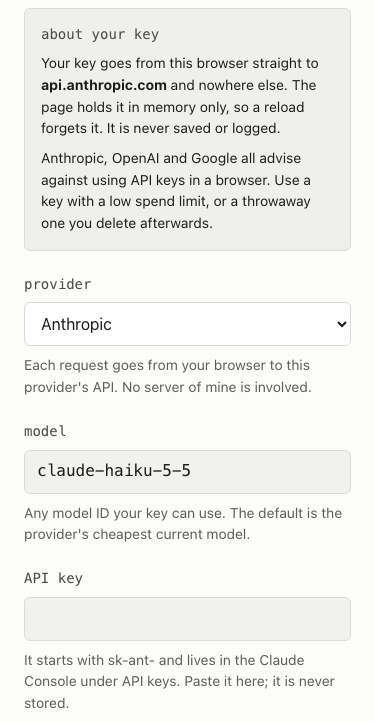 about your key
Your key goes from this browser straight to
api.anthropic.com and nowhere else. The
page holds it in memory only, so a reload
forgets it. It is never saved or logged.
Anthropic, OpenAI and Google all advise
against using API keys in a browser. Use a
key with a low spend limit, or a throwaway
one you delete afterwards.
provider
Anthropic
Each request goes from your browser to this
provider's API. No server of mine is involved.
model
claude-haiku-5-5
Any model ID your key can use. The default is the
provider's cheapest current model.
API key
It starts with sk-ant- and lives in the Claude
Console under API keys. Paste it here; it is never
stored.